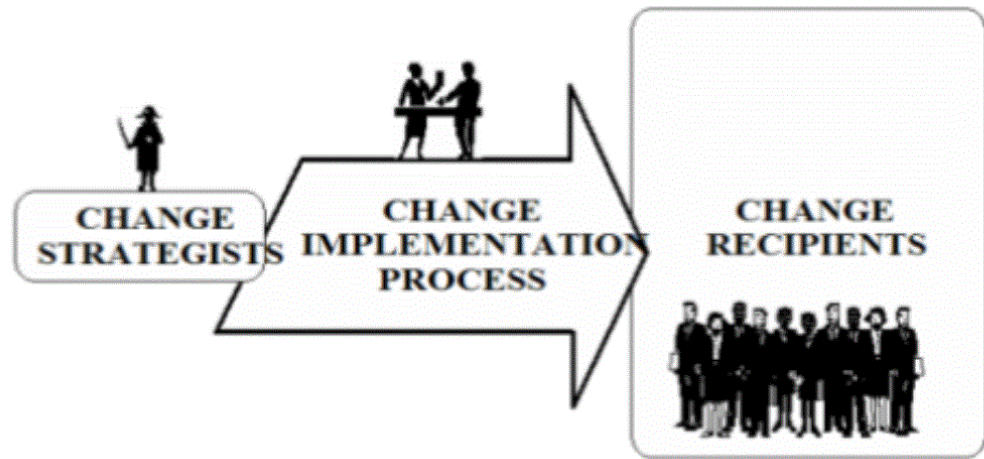 CHANGE
STRATEGISTS
CHANGE
IMPLEMENTATION
PROCESS
CHANGE
RECIPIENTS